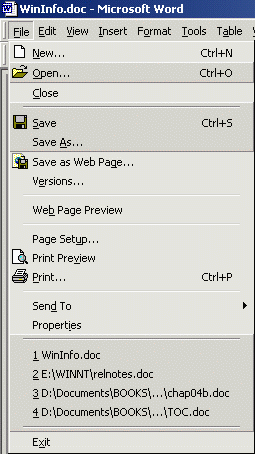 WinInfo.doc - Microsoft Word
File Edit View Insert Format Tools Table
New... Ctrl+N
Open... Ctrl+O
Close
Save Ctrl+S
Save As...
Save as Web Page...
Versions...
Web Page Preview
Page Setup...
Print Preview
Print... Ctrl+P
Send To
Properties
1 WinInfo.doc
2 E:\WINNT\relnotes.doc
3 D:\Documents\BOOKS\...\chap04b.doc
4 D:\Documents\BOOKS\...\TOC.doc
Exit